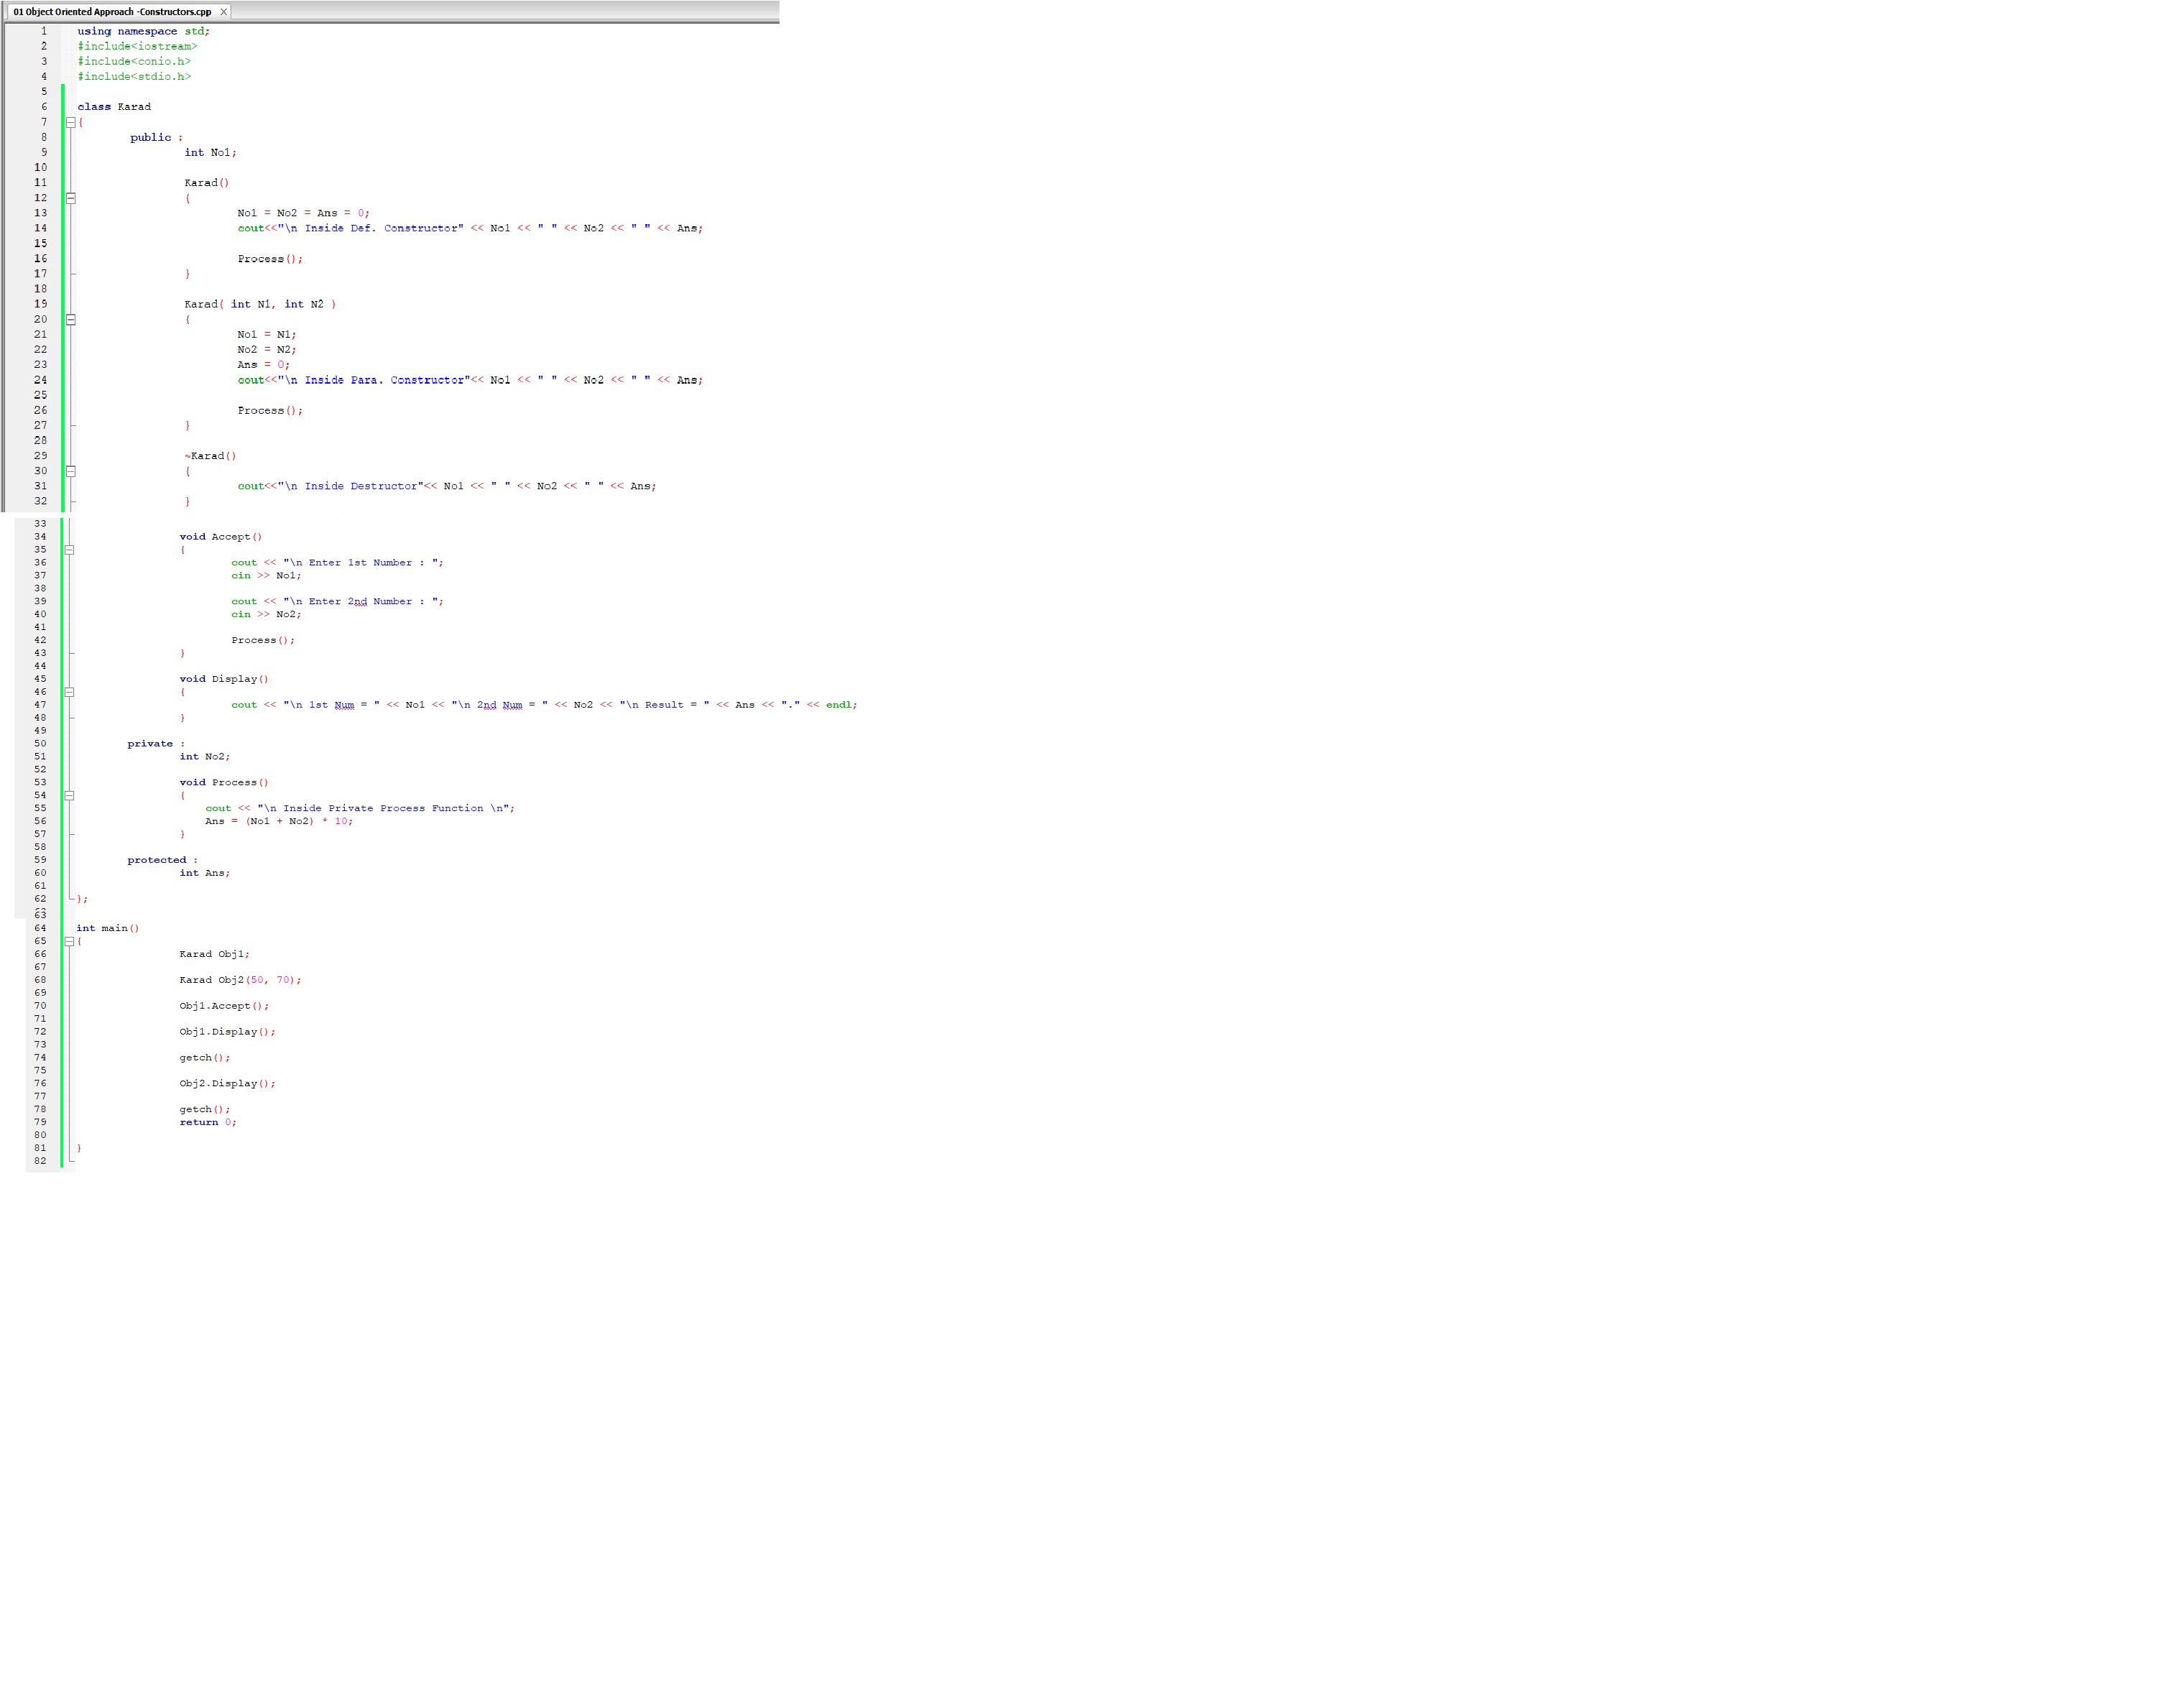 01 Object Oriented Approach -Constructors.cpp X
1 using namespace std;
2 #include<iostream>
3 #include<conio.h>
4 #include<stdio.h>
5
6 class Karad
7 {
8 public :
9 int No1;
10
11 Karad()
12 {
13 No1 = No2 = Ans = 0;
14 cout<<"\n Inside Def. Constructor" << No1 << " " << No2 << " " << Ans;
15
16 Process();
17 }
18
19 Karad( int N1, int N2 )
20 {
21 No1 = N1;
22 No2 = N2;
23 Ans = 0;
24 cout<<"\n Inside Para. Constructor"<< No1 << " " << No2 << " " << Ans;
25
26 Process();
27 }
28
29 ~Karad()
30 {
31 cout<<"\n Inside Destructor"<< No1 << " " << No2 << " " << Ans;
32 }
33
34 void Accept()
35 {
36 cout << "\n Enter 1st Number : ";
37 cin >> No1;
38
39 cout << "\n Enter 2nd Number : ";
40 cin >> No2;
41
42 Process();
43 }
44
45 void Display()
46 {
47 cout << "\n 1st Num = " << No1 << "\n 2nd Num = " << No2 << "\n Result = " << Ans << "." << endl;
48 }
49
50 private :
51 int No2;
52
53 void Process()
54 {
55 cout << "\n Inside Private Process Function \n";
56 Ans = (No1 + No2) * 10;
57 }
58
59 protected :
60 int Ans;
61
62 };
63
64 int main()
65 {
66 Karad Obj1;
67
68 Karad Obj2(50, 70);
69
70 Obj1.Accept();
71
72 Obj1.Display();
73
74 getch();
75
76 Obj2.Display();
77
78 getch();
79 return 0;
80
81 }
82